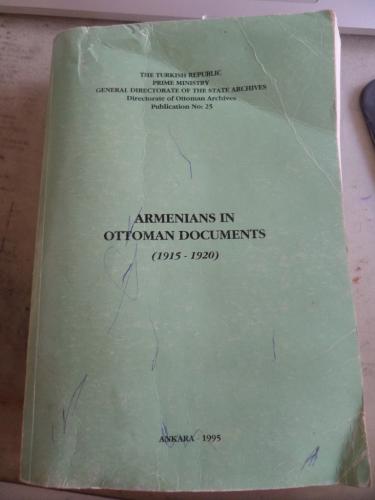 THE TURKISH REPUBLIC
PRIME MINISTRY
GENERAL DIRECTORATE OF THE STATE ARCHIVES
Directorate of Ottoman Archives
Publication No: 25
ARMENIANS IN
OTTOMAN DOCUMENTS
(1915 - 1920)
ANKARA - 1995